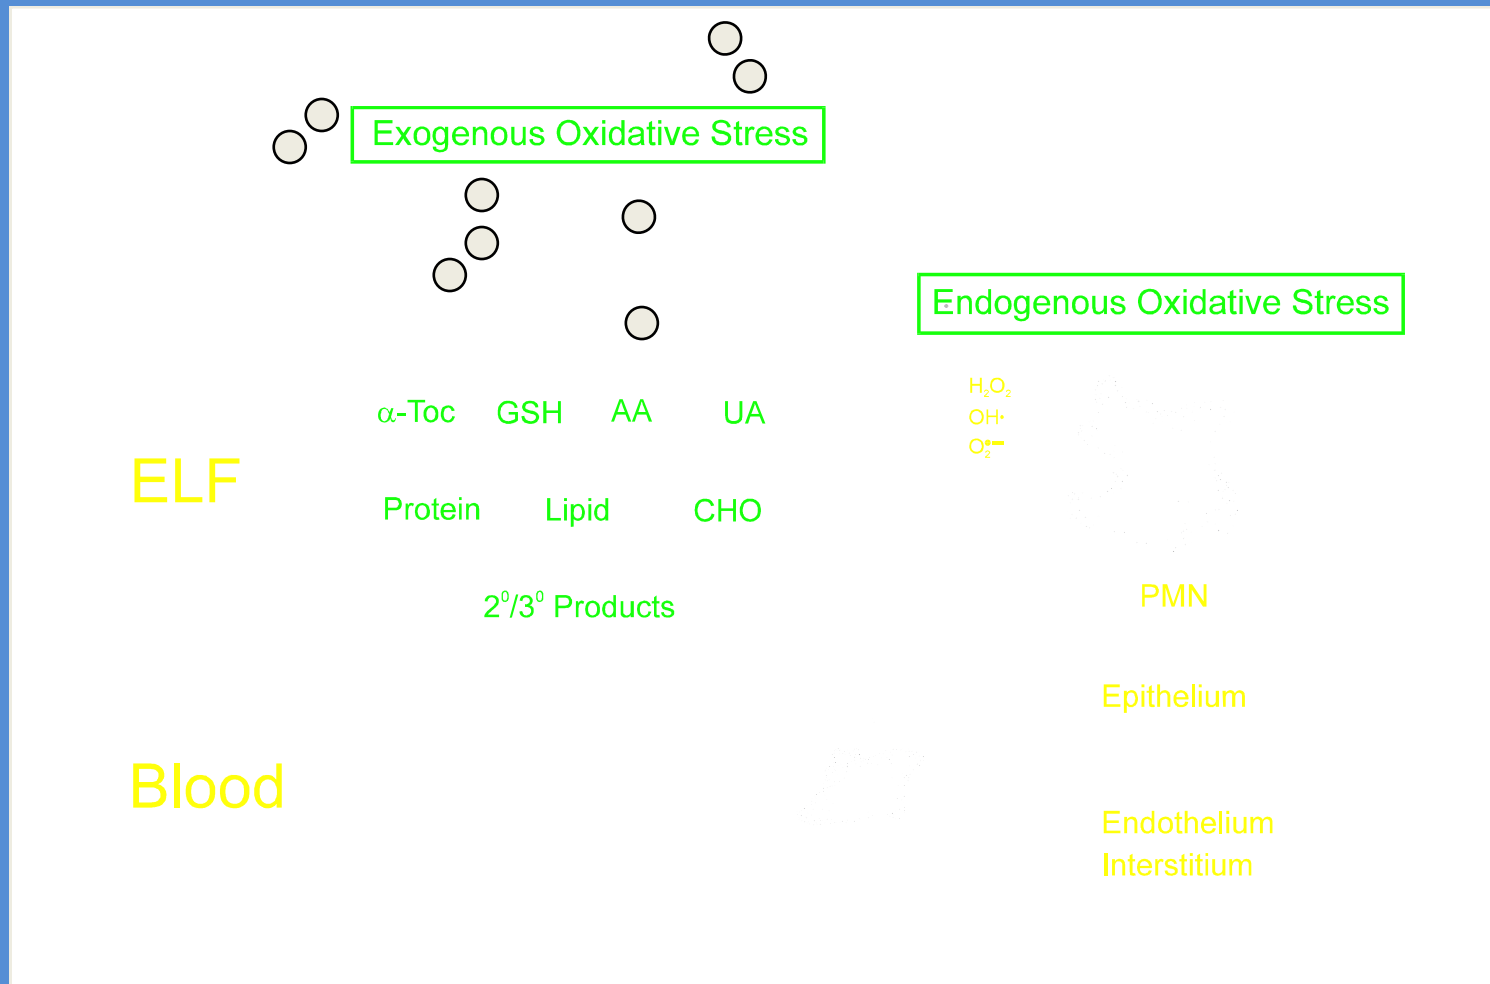 Exogenous Oxidative Stress
Endogenous Oxidative Stress
H₂O₂
OH·
O₂•−
α-Toc GSH AA UA
ELF
Protein Lipid CHO
2⁰/3⁰ Products
PMN
Epithelium
Blood
Endothelium
Interstitium